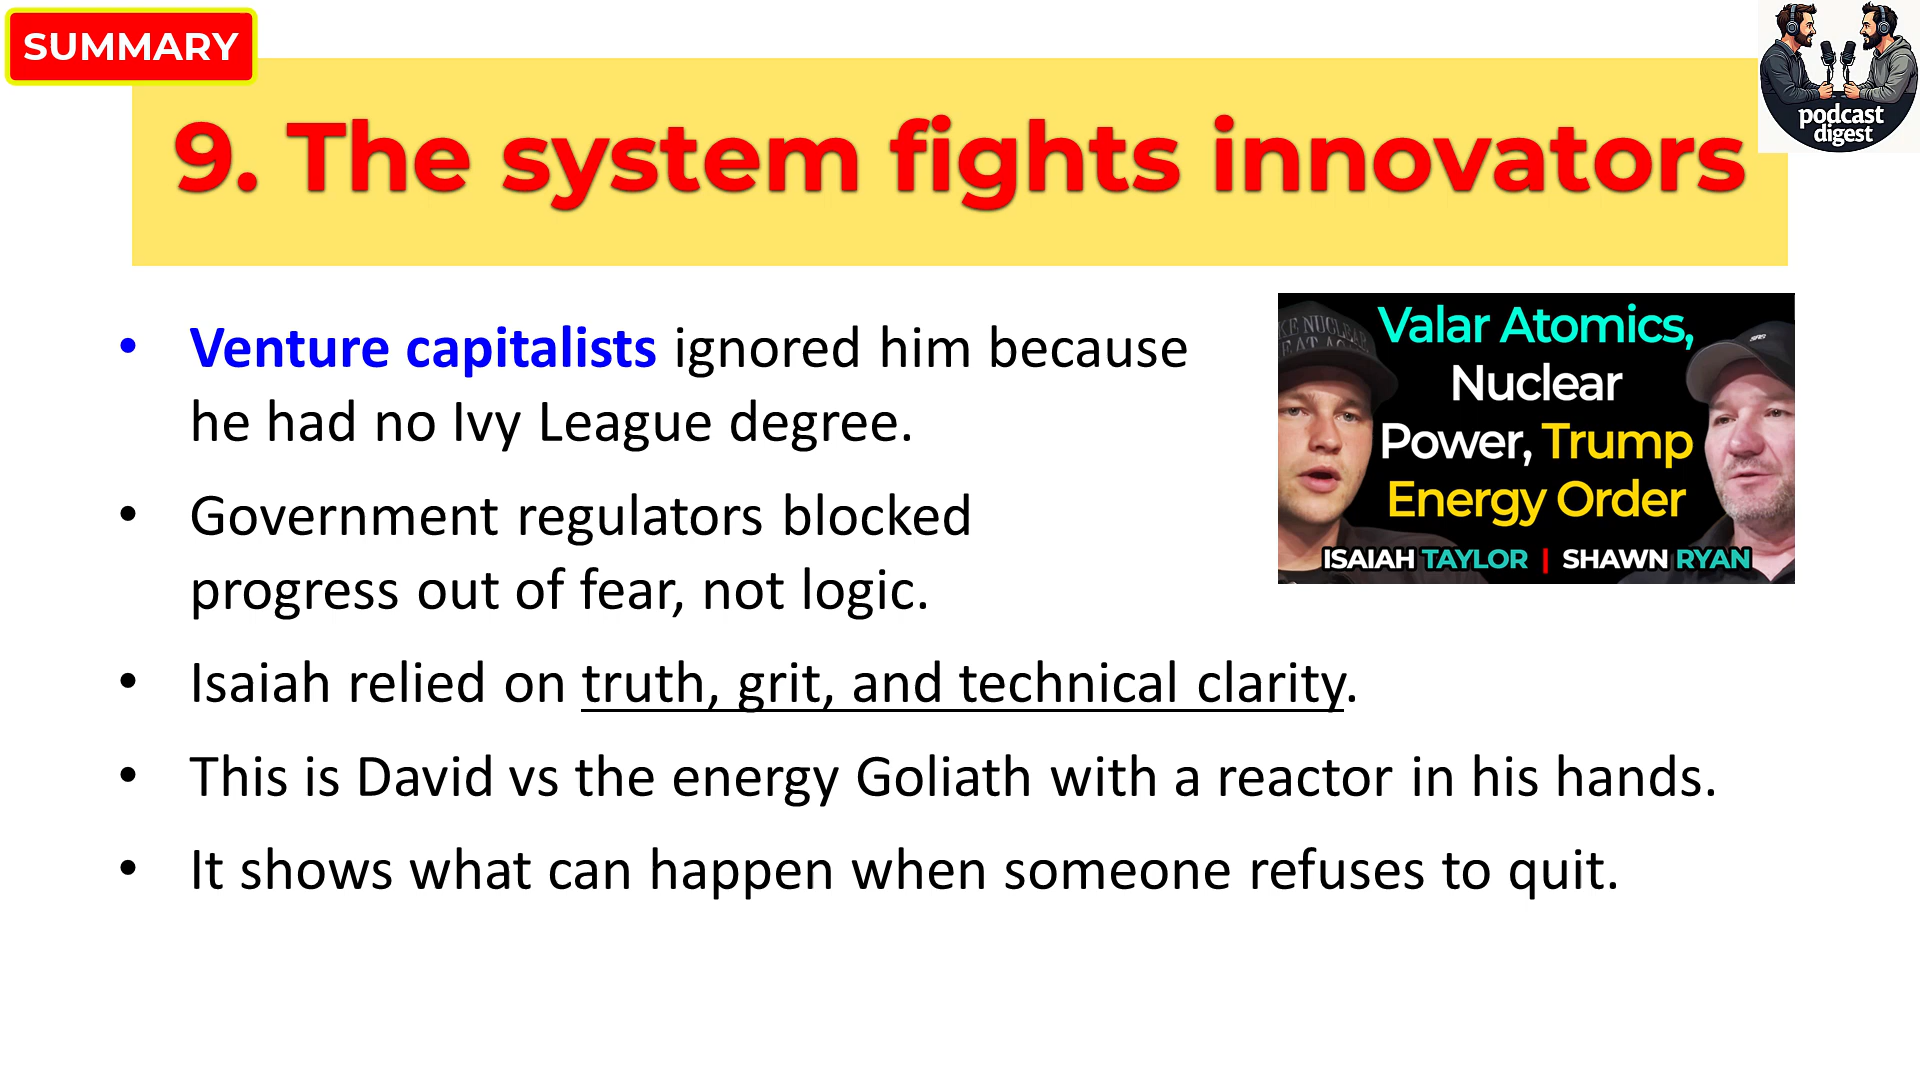 SUMMARY
podcast
digest
9. The system fights innovators
• Venture capitalists ignored him because
he had no Ivy League degree.
• Government regulators blocked
progress out of fear, not logic.
• Isaiah relied on truth, grit, and technical clarity.
• This is David vs the energy Goliath with a reactor in his hands.
• It shows what can happen when someone refuses to quit.
Valar Atomics,
Nuclear
Power, Trump
Energy Order
ISAIAH TAYLOR | SHAWN RYAN
NUCLEAR